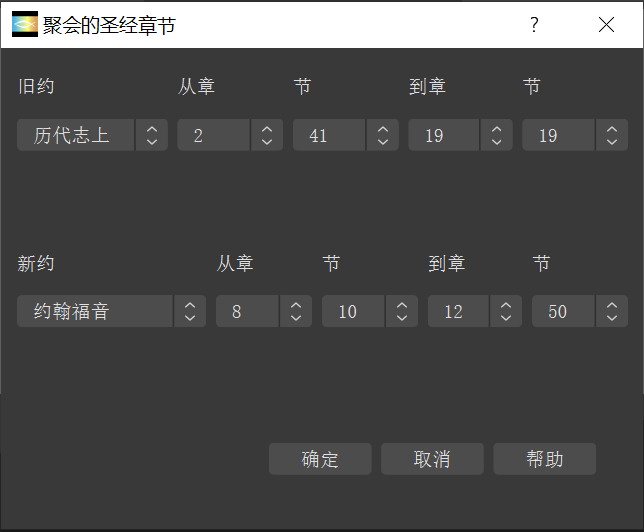 聚会的圣经章节 ?
旧约 从章 节 到章 节
历代志上 2 41 19 19
新约 从章 节 到章 节
约翰福音 8 10 12 50
确定 取消 帮助